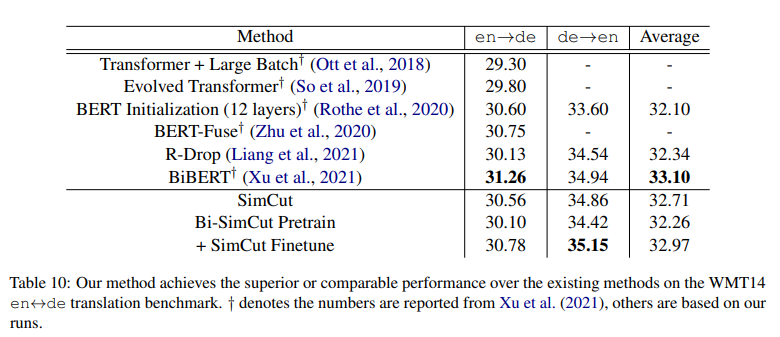 Method en→de de→en Average
Transformer + Large Batch† (Ott et al., 2018) 29.30 - -
Evolved Transformer† (So et al., 2019) 29.80 - -
BERT Initialization (12 layers)† (Rothe et al., 2020) 30.60 33.60 32.10
BERT-Fuse† (Zhu et al., 2020) 30.75 - -
R-Drop (Liang et al., 2021) 30.13 34.54 32.34
BiBERT† (Xu et al., 2021) 31.26 34.94 33.10
SimCut 30.56 34.86 32.71
Bi-SimCut Pretrain 30.10 34.42 32.26
+ SimCut Finetune 30.78 35.15 32.97
Table 10: Our method achieves the superior or comparable performance over the existing methods on the WMT14
en↔de translation benchmark. † denotes the numbers are reported from Xu et al. (2021), others are based on our
runs.